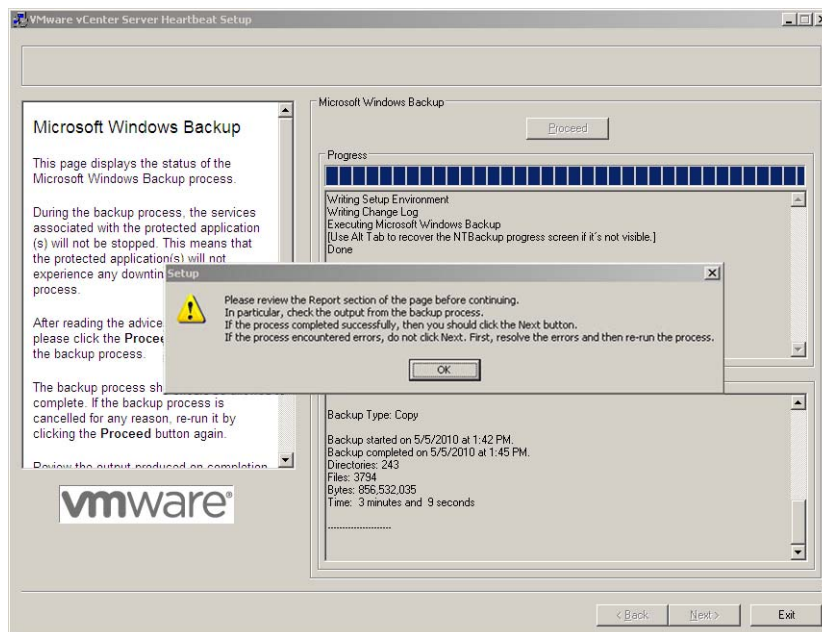 VMware vCenter Server Heartbeat Setup
Microsoft Windows Backup
This page displays the status of the
Microsoft Windows Backup process.
During the backup process, the services
associated with the protected application
(s) will not be stopped. This means that
the protected application(s) will not
experience any downtin
process.
After reading the advice
please click the Procee
the backup process.
The backup process sh
complete. If the backup process is
cancelled for any reason, re-run it by
clicking the Proceed button again.
Review the output produced on completion
vmware®
Microsoft Windows Backup
Proceed
Progress
Writing Setup Environment
Writing Change Log
Executing Microsoft Windows Backup
[Use Alt Tab to recover the NTBackup progress screen if it's not visible.]
Done
Setup
Please review the Report section of the page before continuing.
In particular, check the output from the backup process.
If the process completed successfully, then you should click the Next button.
If the process encountered errors, do not click Next. First, resolve the errors and then re-run the process.
OK
Backup Type: Copy
Backup started on 5/5/2010 at 1:42 PM.
Backup completed on 5/5/2010 at 1:45 PM.
Directories: 243
Files: 3794
Bytes: 856,532,035
Time: 3 minutes and 9 seconds
----------------------
< Back
Next >
Exit